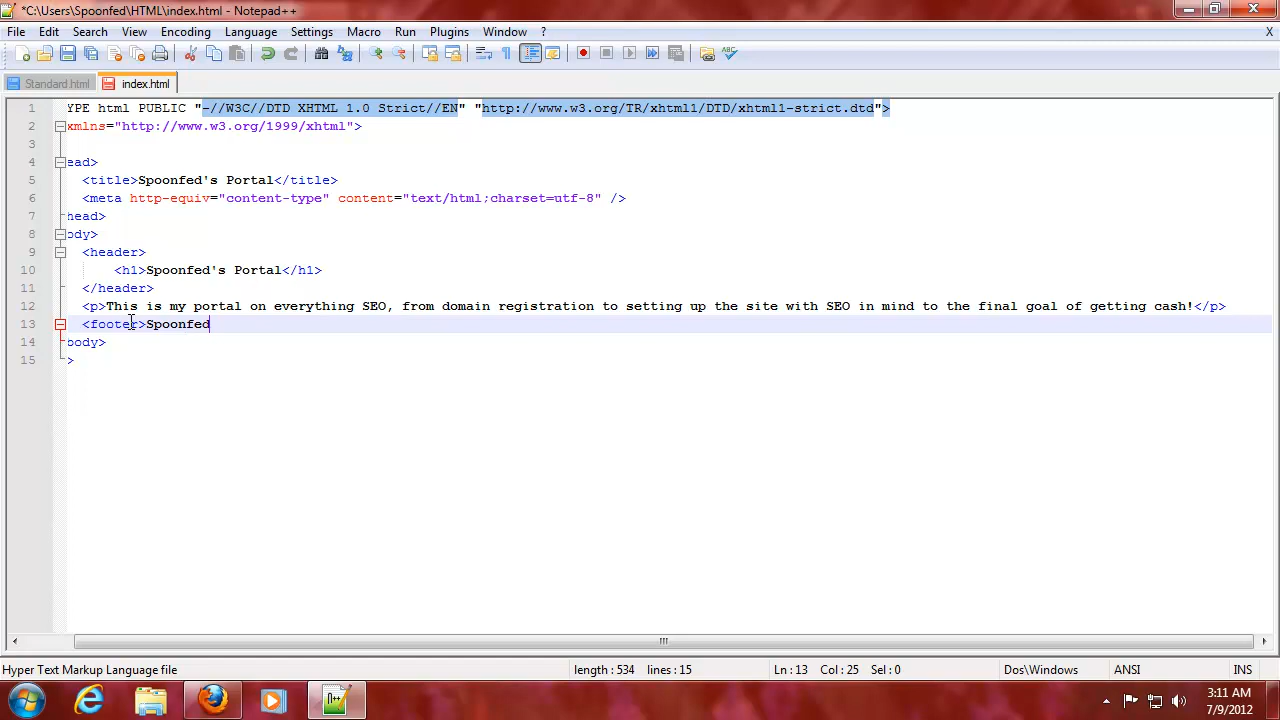 *C:\Users\Spoonfed\HTML\index.html - Notepad++
File Edit Search View Encoding Language Settings Macro Run Plugins Window ? X
Standard.html index.html
1 YPE html PUBLIC "-//W3C//DTD XHTML 1.0 Strict//EN" "http://www.w3.org/TR/xhtml1/DTD/xhtml1-strict.dtd">
2 xmlns="http://www.w3.org/1999/xhtml">
3
4 ead>
5 <title>Spoonfed's Portal</title>
6 <meta http-equiv="content-type" content="text/html;charset=utf-8" />
7 head>
8 ody>
9 <header>
10 <h1>Spoonfed's Portal</h1>
11 </header>
12 <p>This is my portal on everything SEO, from domain registration to setting up the site with SEO in mind to the final goal of getting cash!</p>
13 <footer>Spoonfed
14 body>
15 >
Hyper Text Markup Language file length : 534 lines : 15 Ln : 13 Col : 25 Sel : 0 Dos\Windows ANSI INS
3:11 AM
7/9/2012